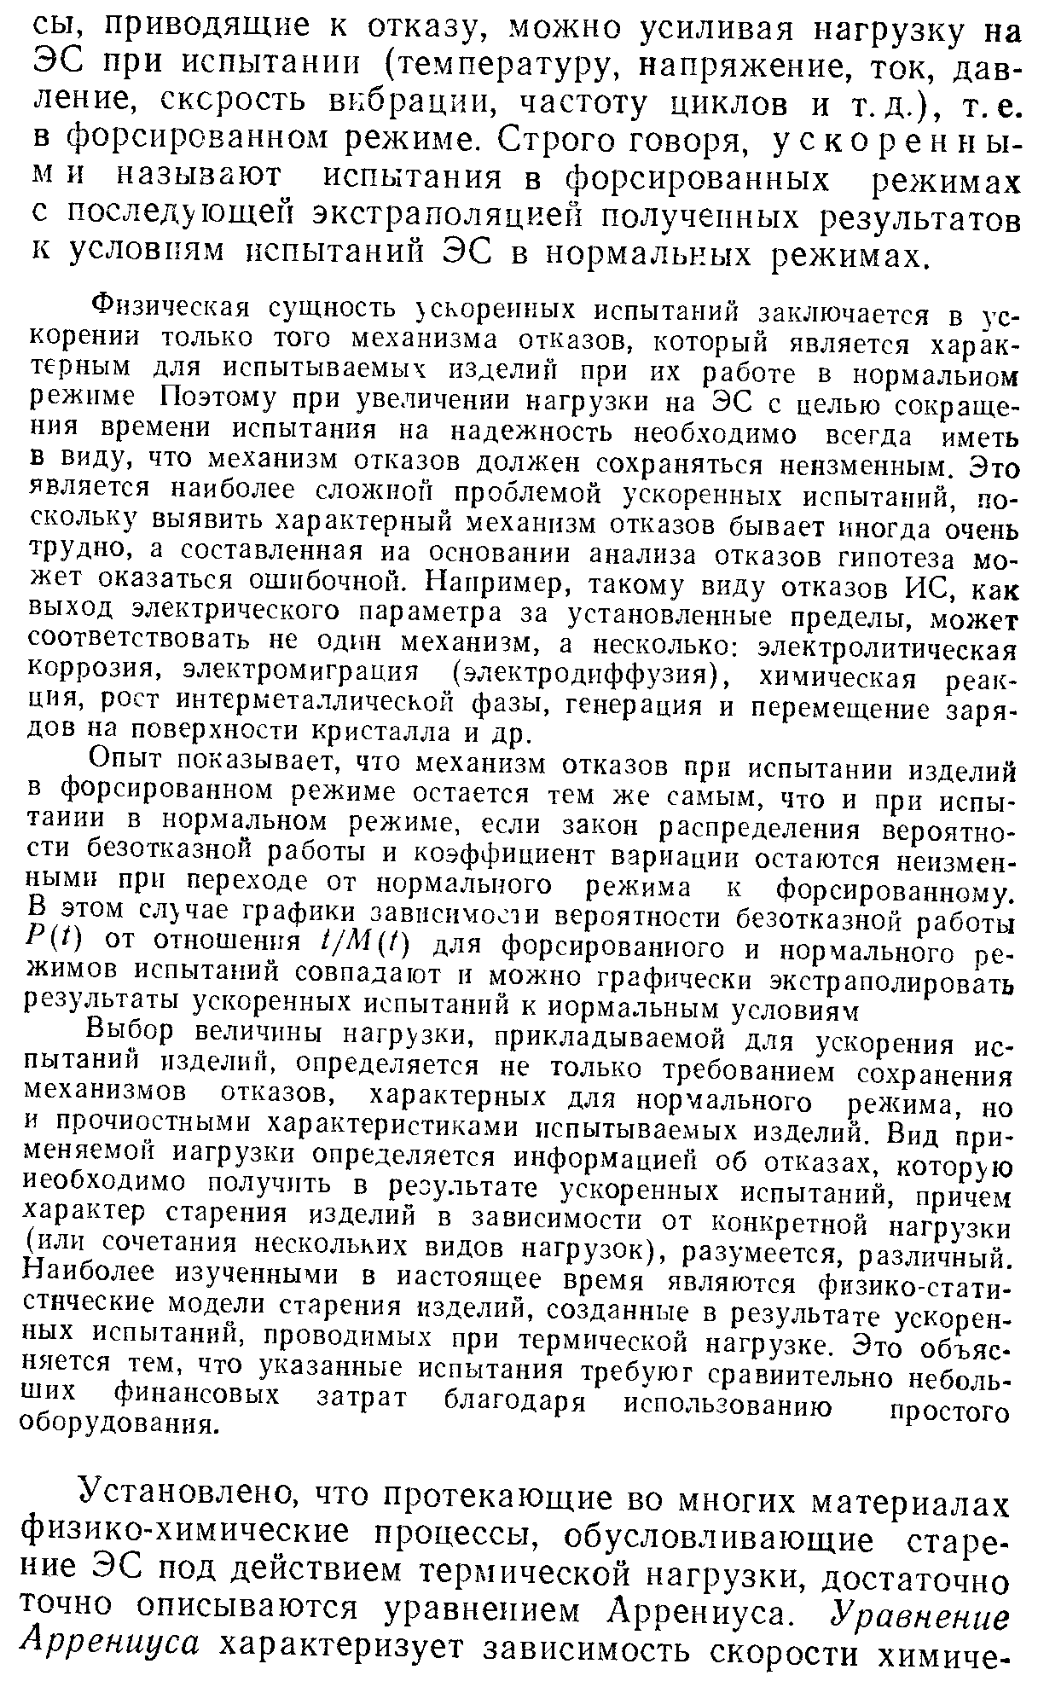 сы, приводящие к отказу, можно усиливая нагрузку на
ЭС при испытании (температуру, напряжение, ток, дав-
ление, скорость вибрации, частоту циклов и т. д.), т. е.
в форсированном режиме. Строго говоря, ускоренны-
ми называют испытания в форсированных режимах
с последующей экстраполяцией полученных результатов
к условиям испытаний ЭС в нормальных режимах.
Физическая сущность ускоренных испытаний заключается в ус-
корении только того механизма отказов, который является харак-
терным для испытываемых изделий при их работе в нормальном
режиме Поэтому при увеличении нагрузки на ЭС с целью сокраще-
ния времени испытания на надежность необходимо всегда иметь
в виду, что механизм отказов должен сохраняться неизменным. Это
является наиболее сложной проблемой ускоренных испытаний, по-
скольку выявить характерный механизм отказов бывает иногда очень
трудно, а составленная на основании анализа отказов гипотеза мо-
жет оказаться ошибочной. Например, такому виду отказов ИС, как
выход электрического параметра за установленные пределы, может
соответствовать не один механизм, а несколько: электролитическая
коррозия, электромиграция (электродиффузия), химическая реак-
ция, рост интерметаллической фазы, генерация и перемещение заря-
дов на поверхности кристалла и др.
Опыт показывает, что механизм отказов при испытании изделий
в форсированном режиме остается тем же самым, что и при испы-
тании в нормальном режиме, если закон распределения вероятно-
сти безотказной работы и коэффициент вариации остаются неизмен-
ными при переходе от нормального режима к форсированному.
В этом случае графики зависимости вероятности безотказной работы
P(t) от отношения t/M(t) для форсированного и нормального ре-
жимов испытаний совпадают и можно графически экстраполировать
результаты ускоренных испытаний к нормальным условиям
Выбор величины нагрузки, прикладываемой для ускорения ис-
пытаний изделий, определяется не только требованием сохранения
механизмов отказов, характерных для нормального режима, но
и прочностными характеристиками испытываемых изделий. Вид при-
меняемой нагрузки определяется информацией об отказах, которую
необходимо получить в результате ускоренных испытаний, причем
характер старения изделий в зависимости от конкретной нагрузки
(или сочетания нескольких видов нагрузок), разумеется, различный.
Наиболее изученными в настоящее время являются физико-стати-
стические модели старения изделий, созданные в результате ускорен-
ных испытаний, проводимых при термической нагрузке. Это объяс-
няется тем, что указанные испытания требуют сравнительно неболь-
ших финансовых затрат благодаря использованию простого
оборудования.
Установлено, что протекающие во многих материалах
физико-химические процессы, обусловливающие старе-
ние ЭС под действием термической нагрузки, достаточно
точно описываются уравнением Аррениуса. Уравнение
Аррениуса характеризует зависимость скорости химиче-